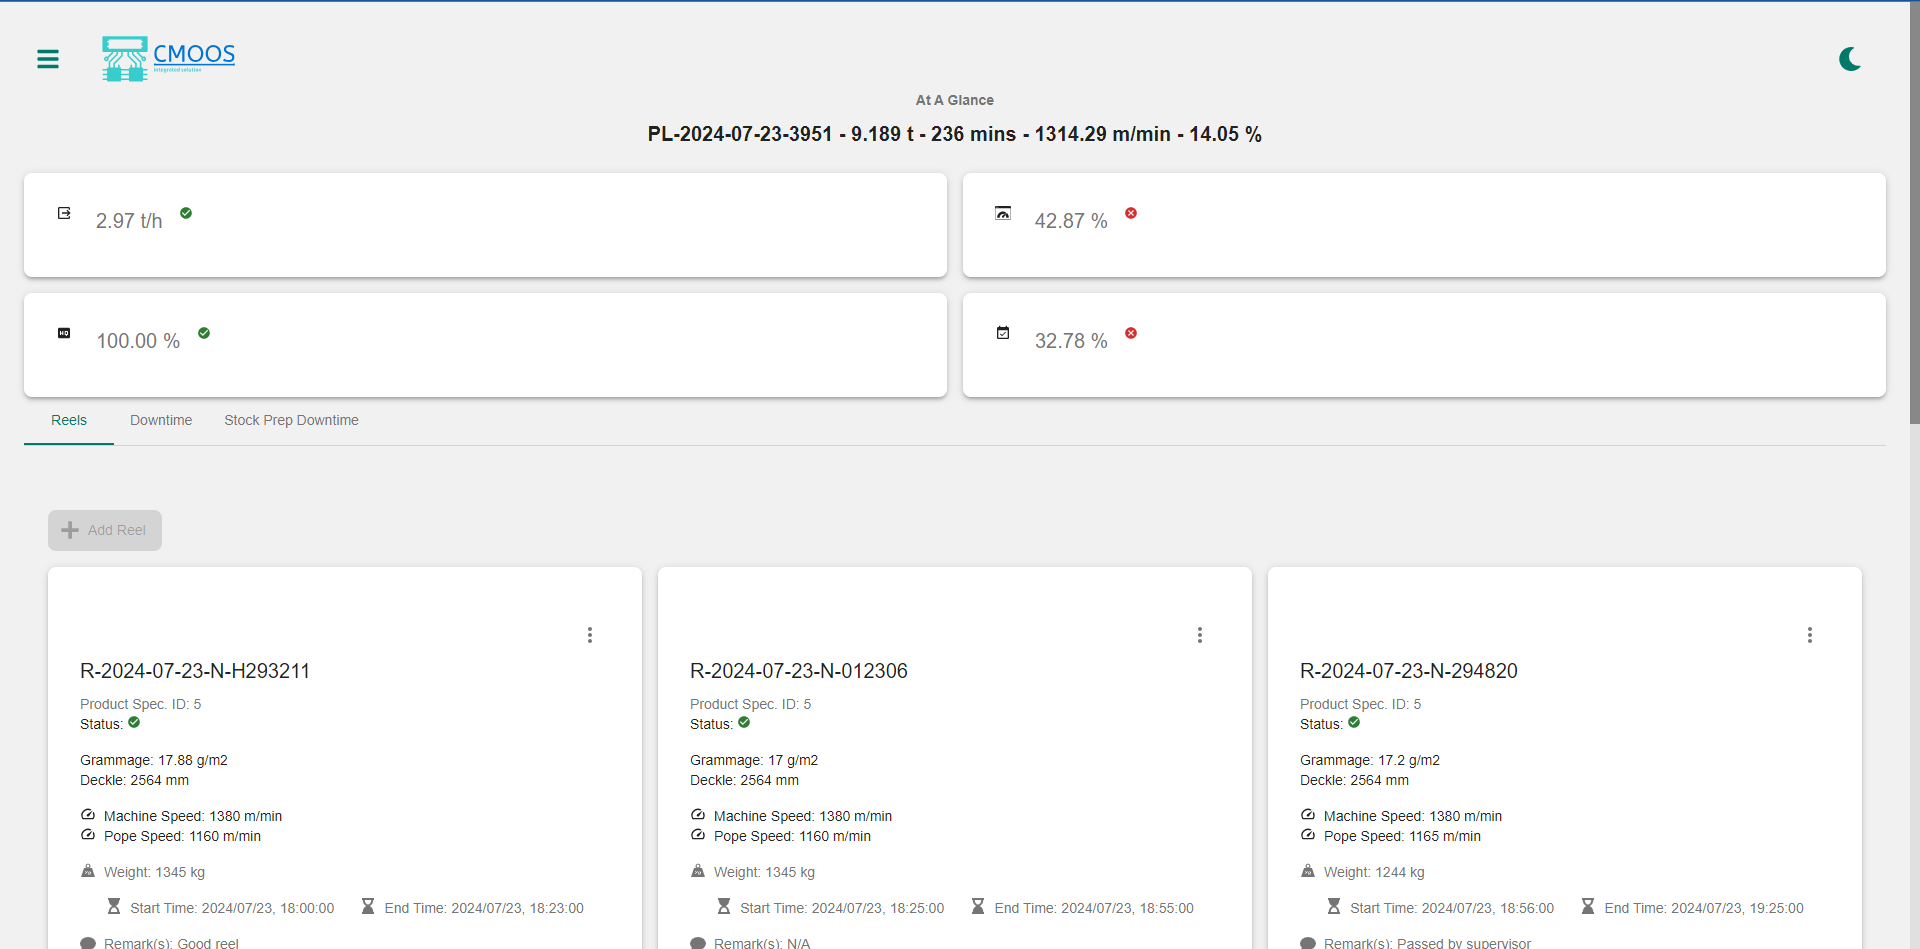 CMOOS
integrated solution
At A Glance
PL-2024-07-23-3951 - 9.189 t - 236 mins - 1314.29 m/min - 14.05 %
2.97 t/h
42.87 %
HQ
100.00 %
32.78 %
Reels
Downtime
Stock Prep Downtime
Add Reel
R-2024-07-23-N-H293211
Product Spec. ID: 5
Status:
Grammage: 17.88 g/m2
Deckle: 2564 mm
Machine Speed: 1380 m/min
Pope Speed: 1160 m/min
Weight: 1345 kg
Start Time: 2024/07/23, 18:00:00
End Time: 2024/07/23, 18:23:00
Remark(s): Good reel
R-2024-07-23-N-012306
Product Spec. ID: 5
Status:
Grammage: 17 g/m2
Deckle: 2564 mm
Machine Speed: 1380 m/min
Pope Speed: 1160 m/min
Weight: 1345 kg
Start Time: 2024/07/23, 18:25:00
End Time: 2024/07/23, 18:55:00
Remark(s): N/A
R-2024-07-23-N-294820
Product Spec. ID: 5
Status:
Grammage: 17.2 g/m2
Deckle: 2564 mm
Machine Speed: 1380 m/min
Pope Speed: 1165 m/min
Weight: 1244 kg
Start Time: 2024/07/23, 18:56:00
End Time: 2024/07/23, 19:25:00
Remark(s): Passed by supervisor